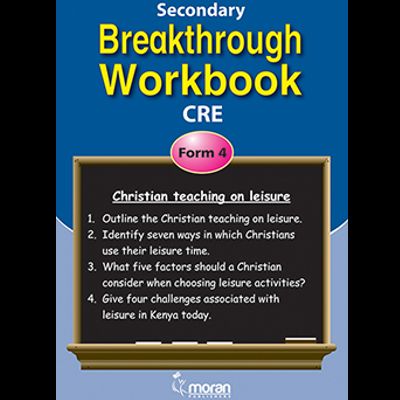 Secondary
Breakthrough
Workbook
CRE
Form 4
Christian teaching on leisure
1. Outline the Christian teaching on leisure.
2. Identify seven ways in which Christians
use their leisure time.
3. What five factors should a Christian
consider when choosing leisure activities?
4. Give four challenges associated with
leisure in Kenya today.
moran
PUBLISHERS